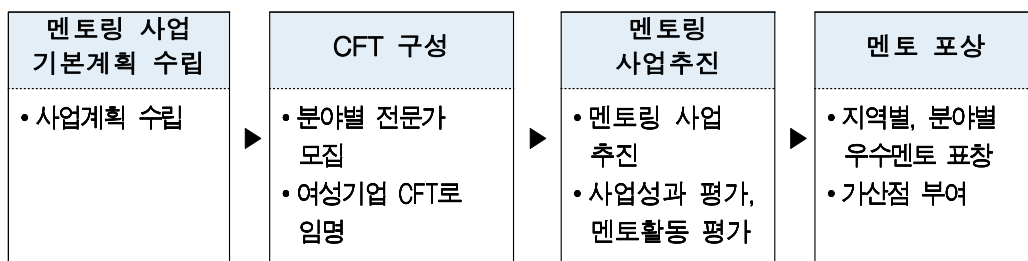 멘토링 사업
기본계획 수립
• 사업계획 수립
▶
CFT 구성
• 분야별 전문가
모집
• 여성기업 CFT로
임명
▶
멘토링
사업추진
• 멘토링 사업
추진
• 사업성과 평가,
멘토활동 평가
▶
멘토 포상
• 지역별, 분야별
우수멘토 표창
• 가산점 부여